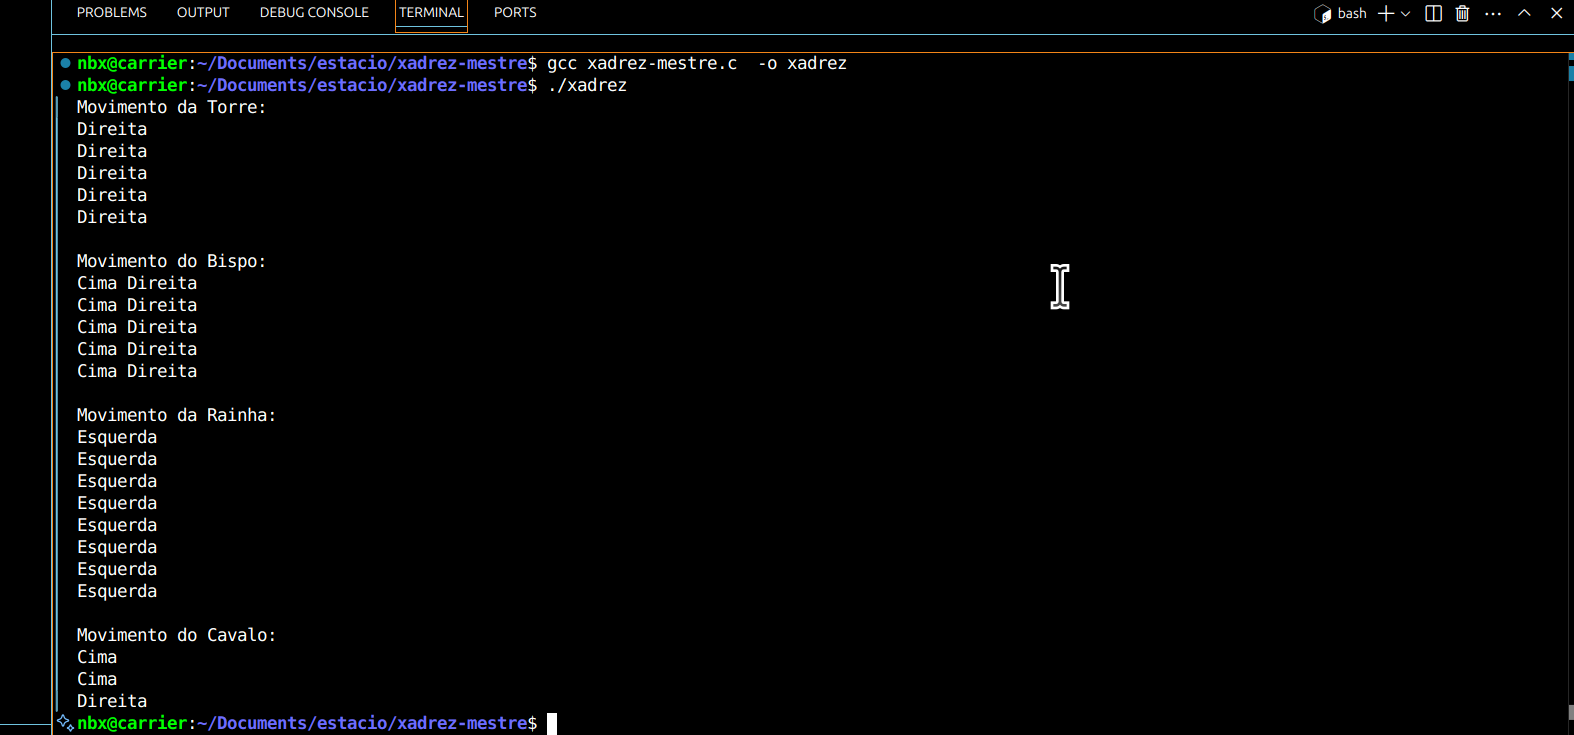 PROBLEMS OUTPUT DEBUG CONSOLE TERMINAL PORTS bash
nbx@carrier:~/Documents/estacio/xadrez-mestre$ gcc xadrez-mestre.c  -o xadrez
nbx@carrier:~/Documents/estacio/xadrez-mestre$ ./xadrez
Movimento da Torre:
Direita
Direita
Direita
Direita
Direita
Movimento do Bispo:
Cima Direita
Cima Direita
Cima Direita
Cima Direita
Cima Direita
Movimento da Rainha:
Esquerda
Esquerda
Esquerda
Esquerda
Esquerda
Esquerda
Esquerda
Esquerda
Movimento do Cavalo:
Cima
Cima
Direita
nbx@carrier:~/Documents/estacio/xadrez-mestre$